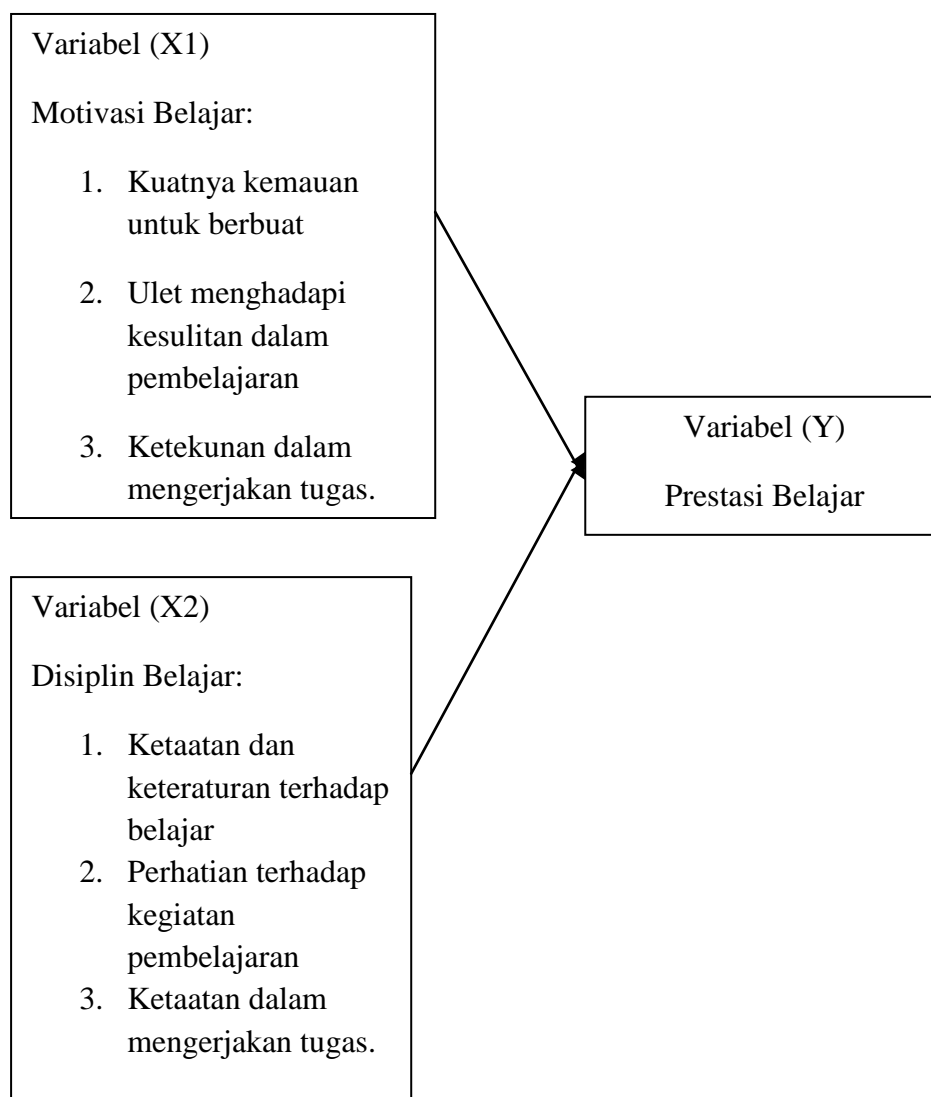 Variabel (X1)
Motivasi Belajar:
1. Kuatnya kemauan
untuk berbuat
2. Ulet menghadapi
kesulitan dalam
pembelajaran
3. Ketekunan dalam
mengerjakan tugas.
Variabel (Y)
Prestasi Belajar
Variabel (X2)
Disiplin Belajar:
1. Ketaatan dan
keteraturan terhadap
belajar
2. Perhatian terhadap
kegiatan
pembelajaran
3. Ketaatan dalam
mengerjakan tugas.